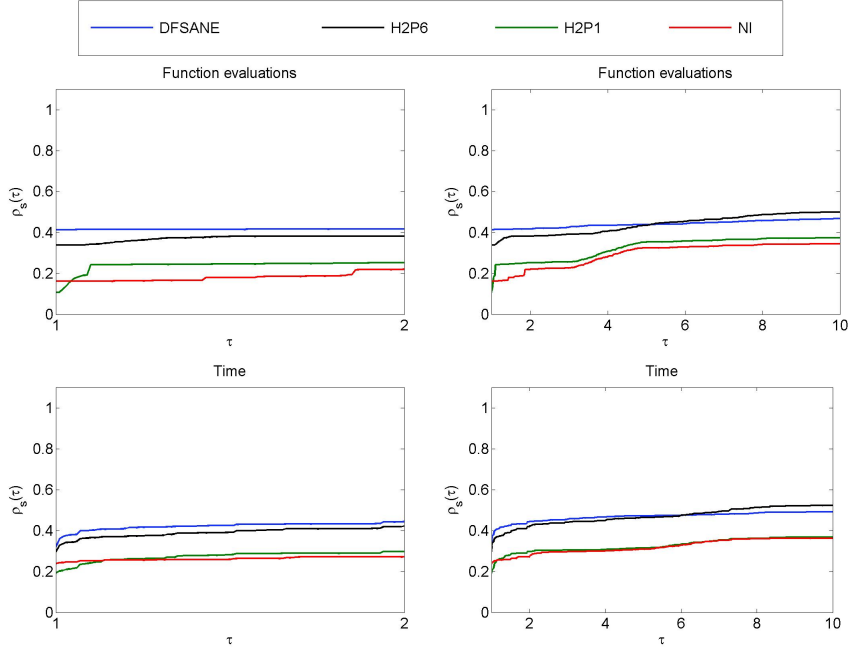 DFSANE H2P6 H2P1 NI
Function evaluations
1
0.8
0.6
0.4
0.2
0
ρs(τ)
1 2
τ
Function evaluations
1
0.8
0.6
0.4
0.2
0
ρs(τ)
2 4 6 8 10
τ
Time
1
0.8
0.6
0.4
0.2
0
ρs(τ)
1 2
τ
Time
1
0.8
0.6
0.4
0.2
0
ρs(τ)
2 4 6 8 10
τ